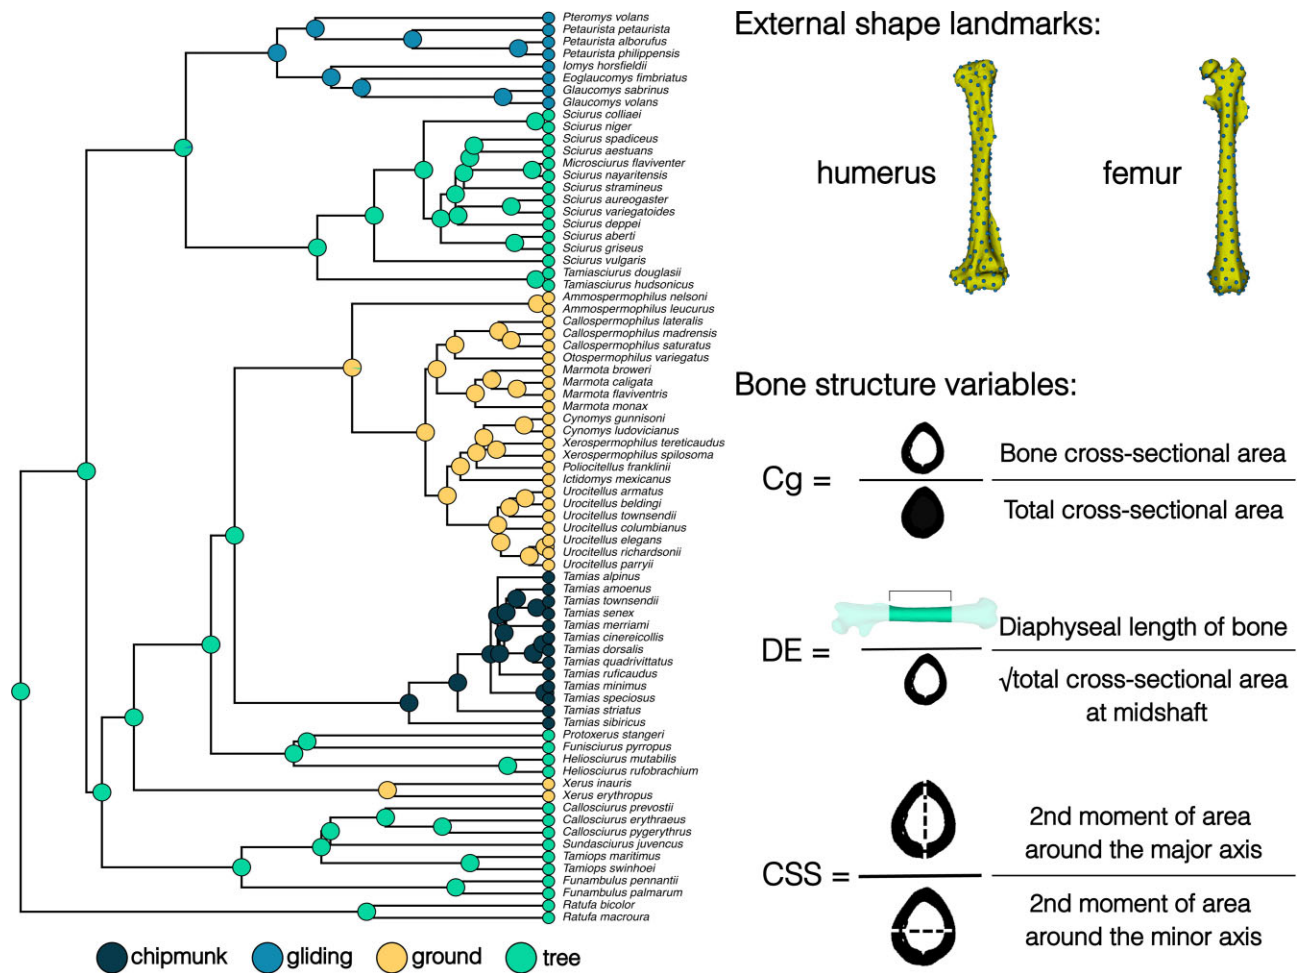 Pteromys volans
Petaurista petaurista
Petaurista alborufus
Petaurista philippensis
Iomys horsfieldii
Eoglaucomys fimbriatus
Glaucomys sabrinus
Glaucomys volans
Sciurus colliaei
Sciurus niger
Sciurus spadiceus
Sciurus aestuans
Microsciurus flaviventer
Sciurus nayaritensis
Sciurus stramineus
Sciurus aureogaster
Sciurus variegatoides
Sciurus deppei
Sciurus aberti
Sciurus griseus
Sciurus vulgaris
Tamiasciurus douglasii
Tamiasciurus hudsonicus
Ammospermophilus nelsoni
Ammospermophilus leucurus
Callospermophilus lateralis
Callospermophilus madrensis
Callospermophilus saturatus
Otospermophilus variegatus
Marmota broweri
Marmota caligata
Marmota flaviventris
Marmota monax
Cynomys gunnisoni
Cynomys ludovicianus
Xerospermophilus tereticaudus
Xerospermophilus spilosoma
Poliocitellus franklinii
Ictidomys mexicanus
Urocitellus armatus
Urocitellus beldingi
Urocitellus townsendii
Urocitellus columbianus
Urocitellus elegans
Urocitellus richardsonii
Urocitellus parryii
Tamias alpinus
Tamias amoenus
Tamias townsendii
Tamias senex
Tamias merriami
Tamias cinereicollis
Tamias dorsalis
Tamias quadrivittatus
Tamias ruficaudus
Tamias minimus
Tamias speciosus
Tamias striatus
Tamias sibiricus
Protoxerus stangeri
Funisciurus pyrropus
Heliosciurus mutabilis
Heliosciurus rufobrachium
Xerus inauris
Xerus erythropus
Callosciurus prevostii
Callosciurus erythraeus
Callosciurus pygerythrus
Sundasciurus juvencus
Tamiops maritimus
Tamiops swinhoei
Funambulus pennantii
Funambulus palmarum
Ratufa bicolor
Ratufa macroura
chipmunk
gliding
ground
tree
External shape landmarks:
humerus
femur
Bone structure variables:
Cg =
Bone cross-sectional area
Total cross-sectional area
DE =
Diaphyseal length of bone
√total cross-sectional area
at midshaft
CSS =
2nd moment of area
around the major axis
2nd moment of area
around the minor axis